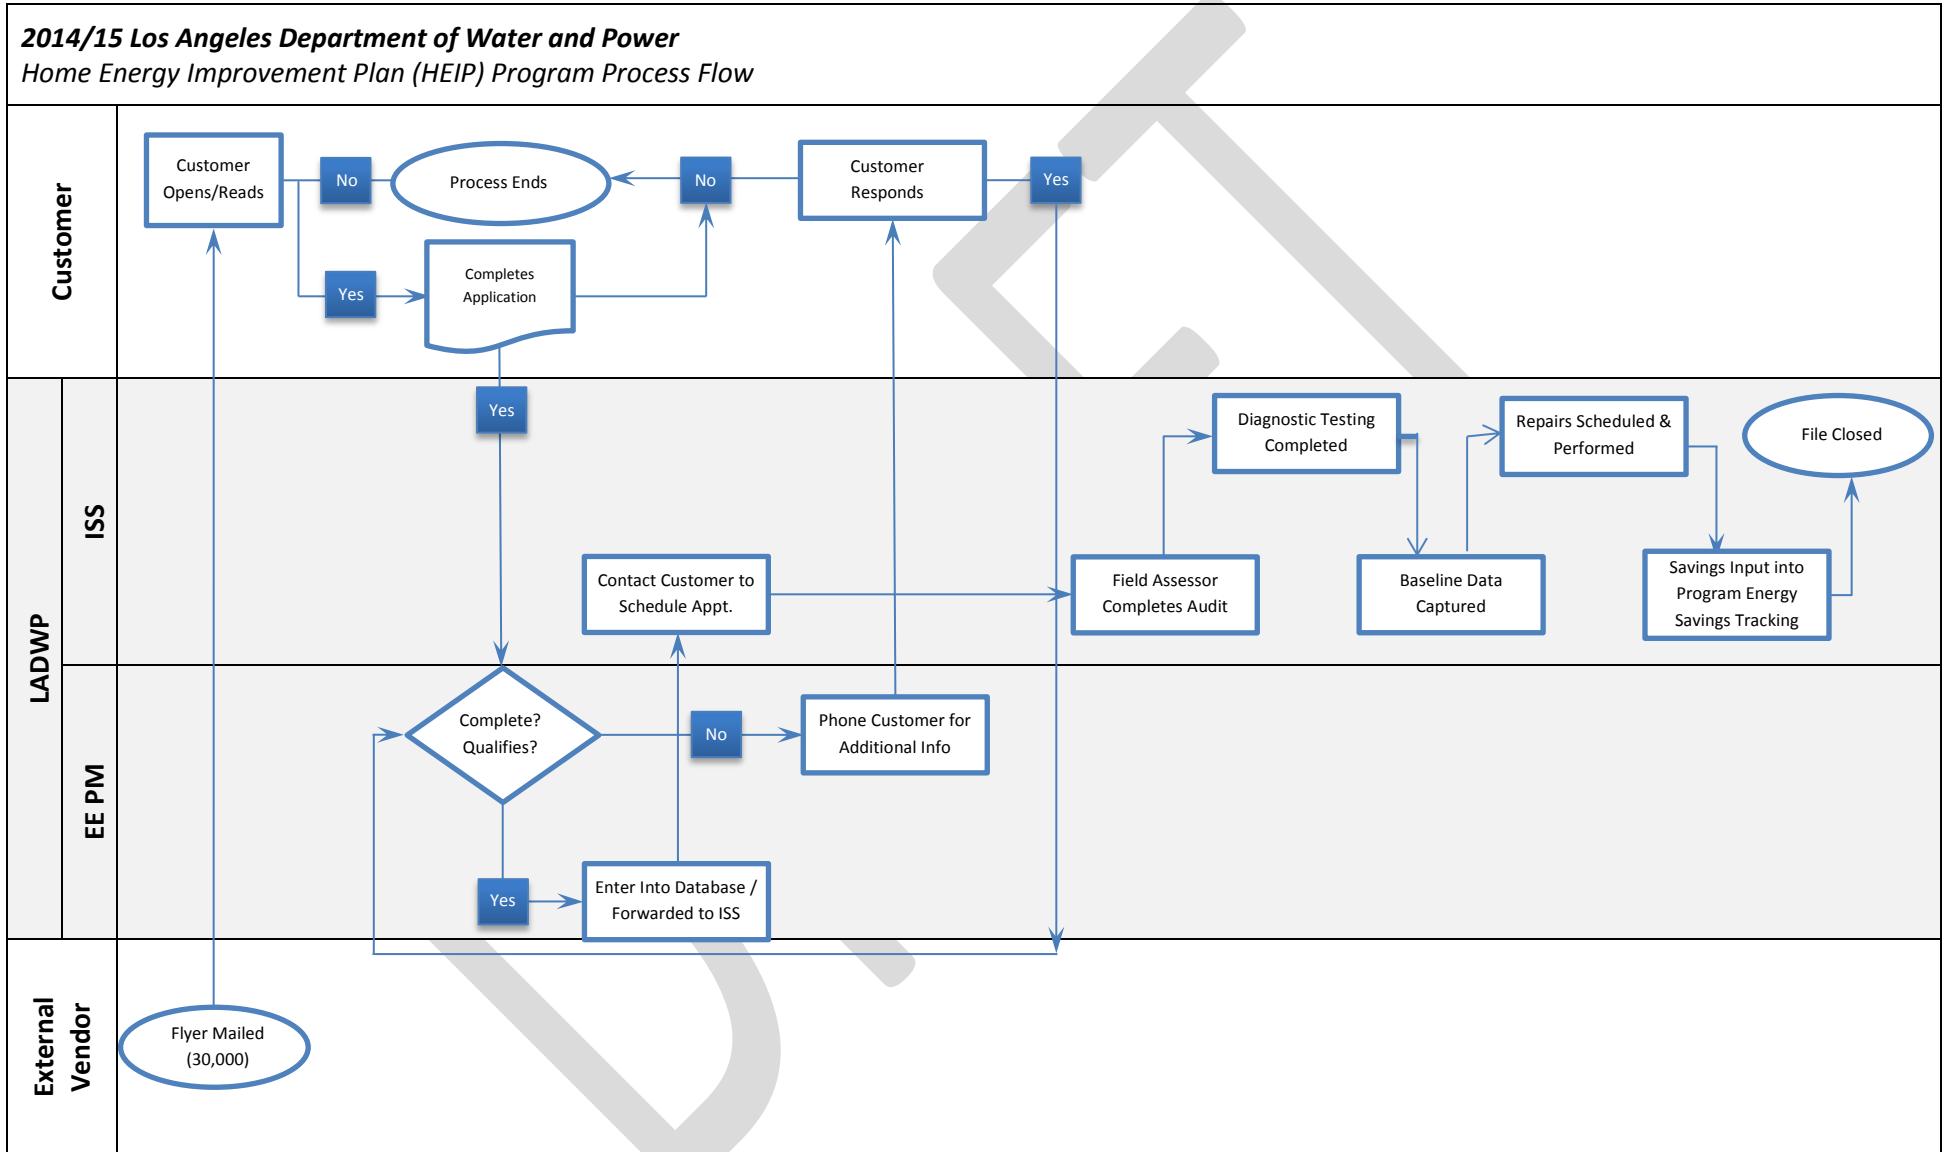 2014/15 Los Angeles Department of Water and Power
Home Energy Improvement Plan (HEIP) Program Process Flow
Customer
Customer
Opens/Reads
No
Process Ends
No
Customer
Responds
Yes
Yes
Completes
Application
LADWP
ISS
Yes
Diagnostic Testing
Completed
Repairs Scheduled &
Performed
File Closed
Contact Customer to
Schedule Appt.
Field Assessor
Completes Audit
Baseline Data
Captured
Savings Input into
Program Energy
Savings Tracking
EE PM
Complete?
Qualifies?
No
Phone Customer for
Additional Info
Yes
Enter Into Database /
Forwarded to ISS
External
Vendor
Flyer Mailed
(30,000)
DRAFT